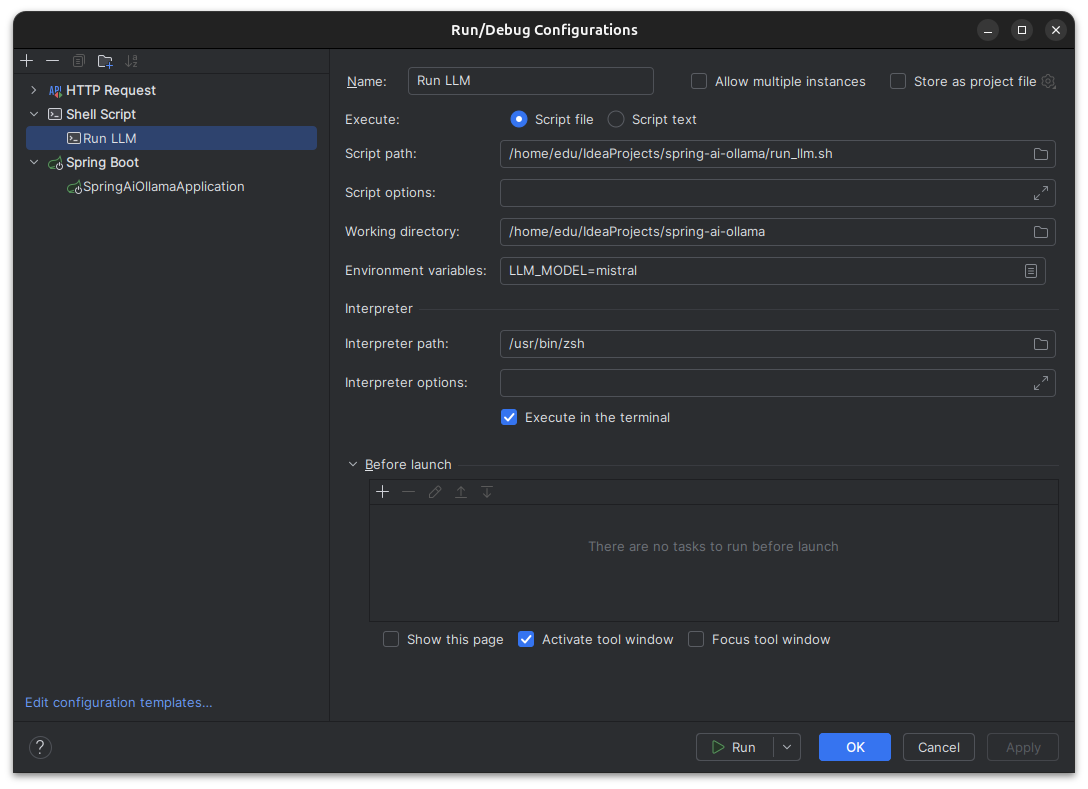 Run/Debug Configurations
HTTP Request
Shell Script
Run LLM
Spring Boot
SpringAiOllamaApplication
Edit configuration templates...
Name: Run LLM Allow multiple instances Store as project file
Execute: Script file Script text
Script path: /home/edu/IdeaProjects/spring-ai-ollama/run_llm.sh
Script options:
Working directory: /home/edu/IdeaProjects/spring-ai-ollama
Environment variables: LLM_MODEL=mistral
Interpreter
Interpreter path: /usr/bin/zsh
Interpreter options:
Execute in the terminal
Before launch
There are no tasks to run before launch
Show this page Activate tool window Focus tool window
? Run OK Cancel Apply